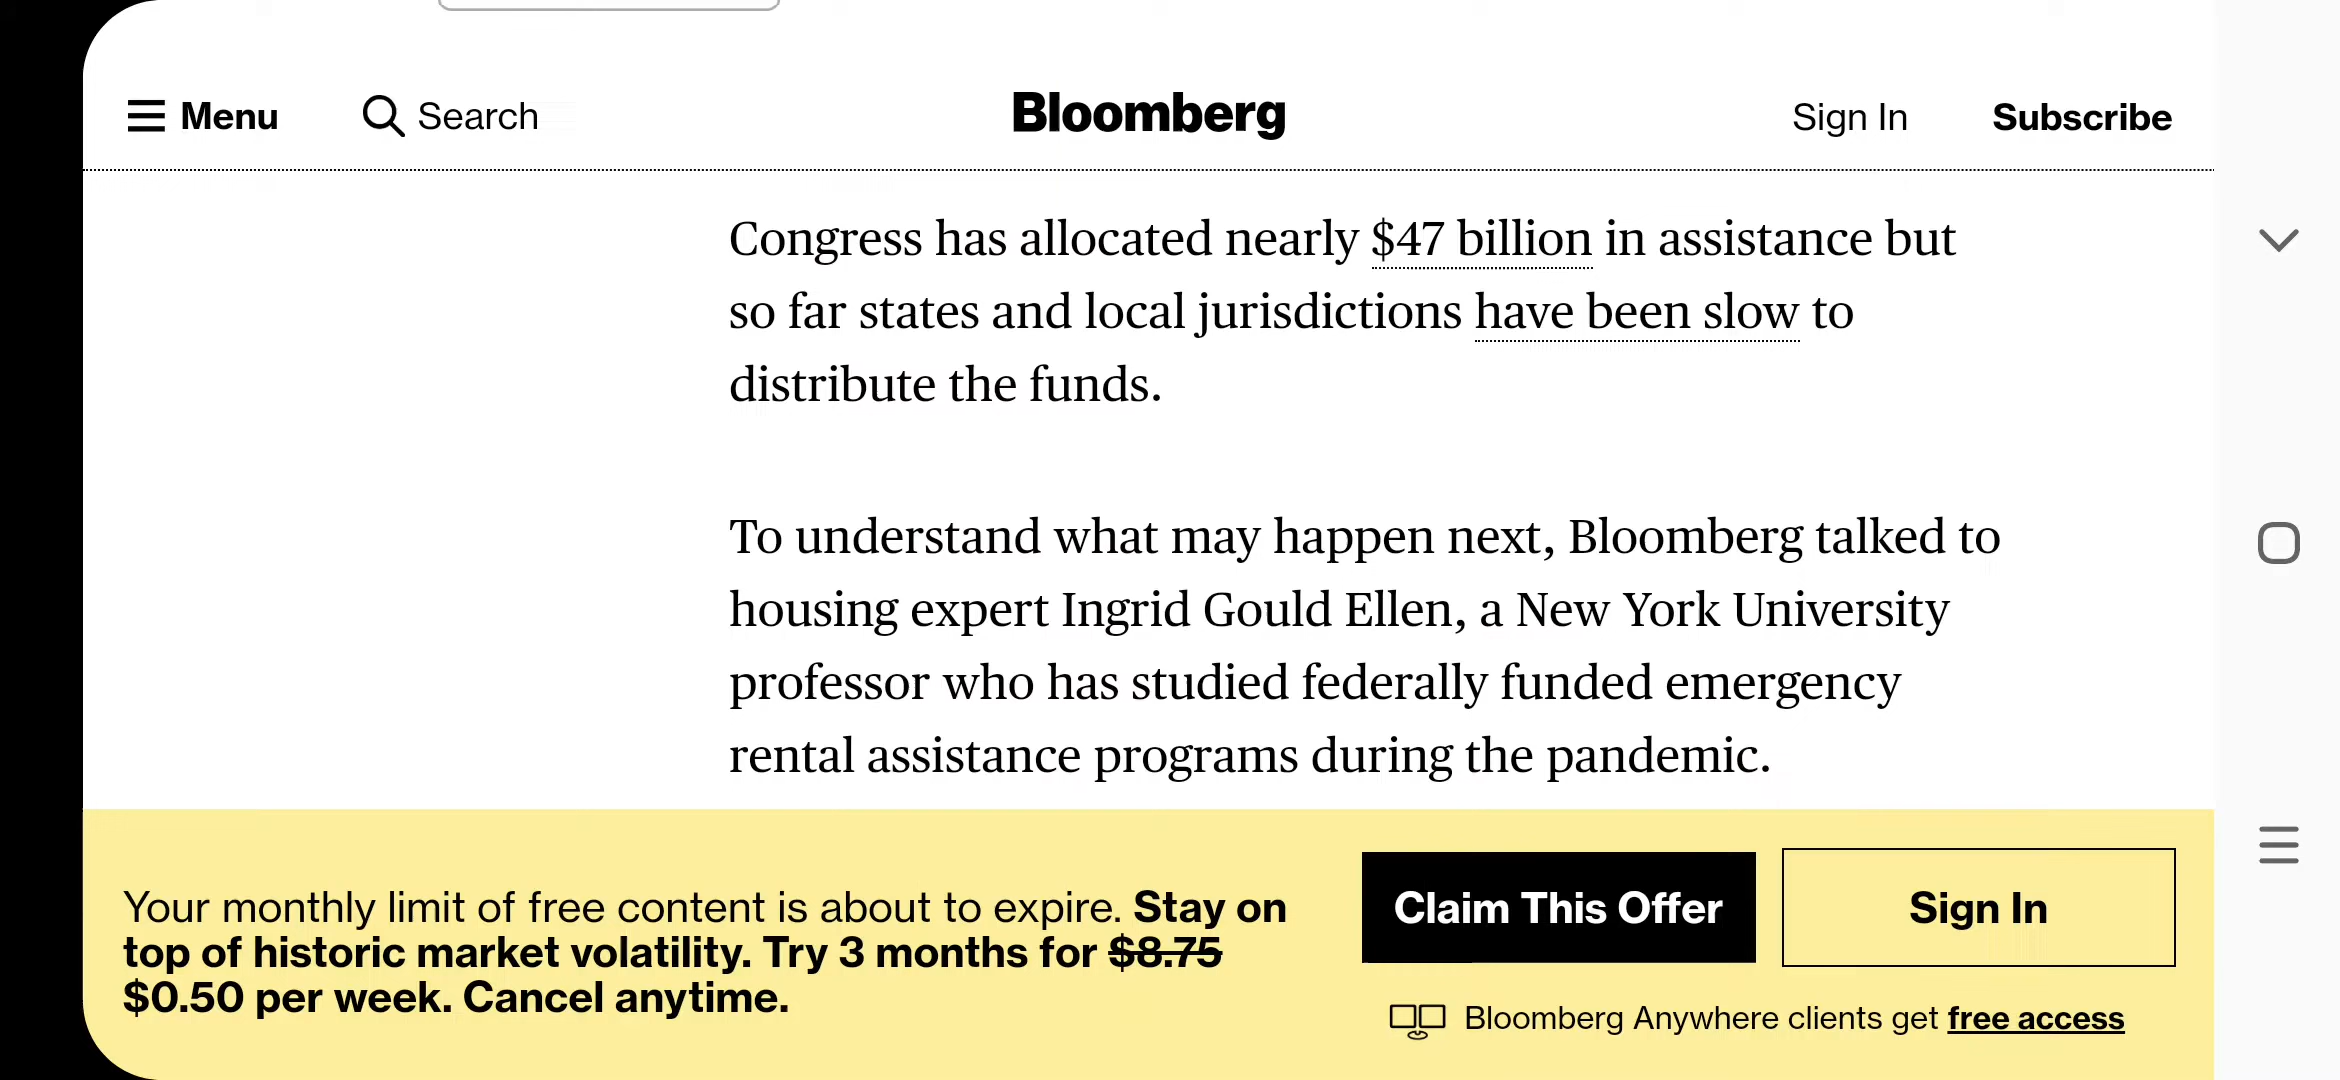 Menu
Search
Bloomberg
Sign In
Subscribe
Congress has allocated nearly $47 billion in assistance but
so far states and local jurisdictions have been slow to
distribute the funds.
To understand what may happen next, Bloomberg talked to
housing expert Ingrid Gould Ellen, a New York University
professor who has studied federally funded emergency
rental assistance programs during the pandemic.
Your monthly limit of free content is about to expire. Stay on
top of historic market volatility. Try 3 months for $8.75
$0.50 per week. Cancel anytime.
Claim This Offer
Sign In
Bloomberg Anywhere clients get free access